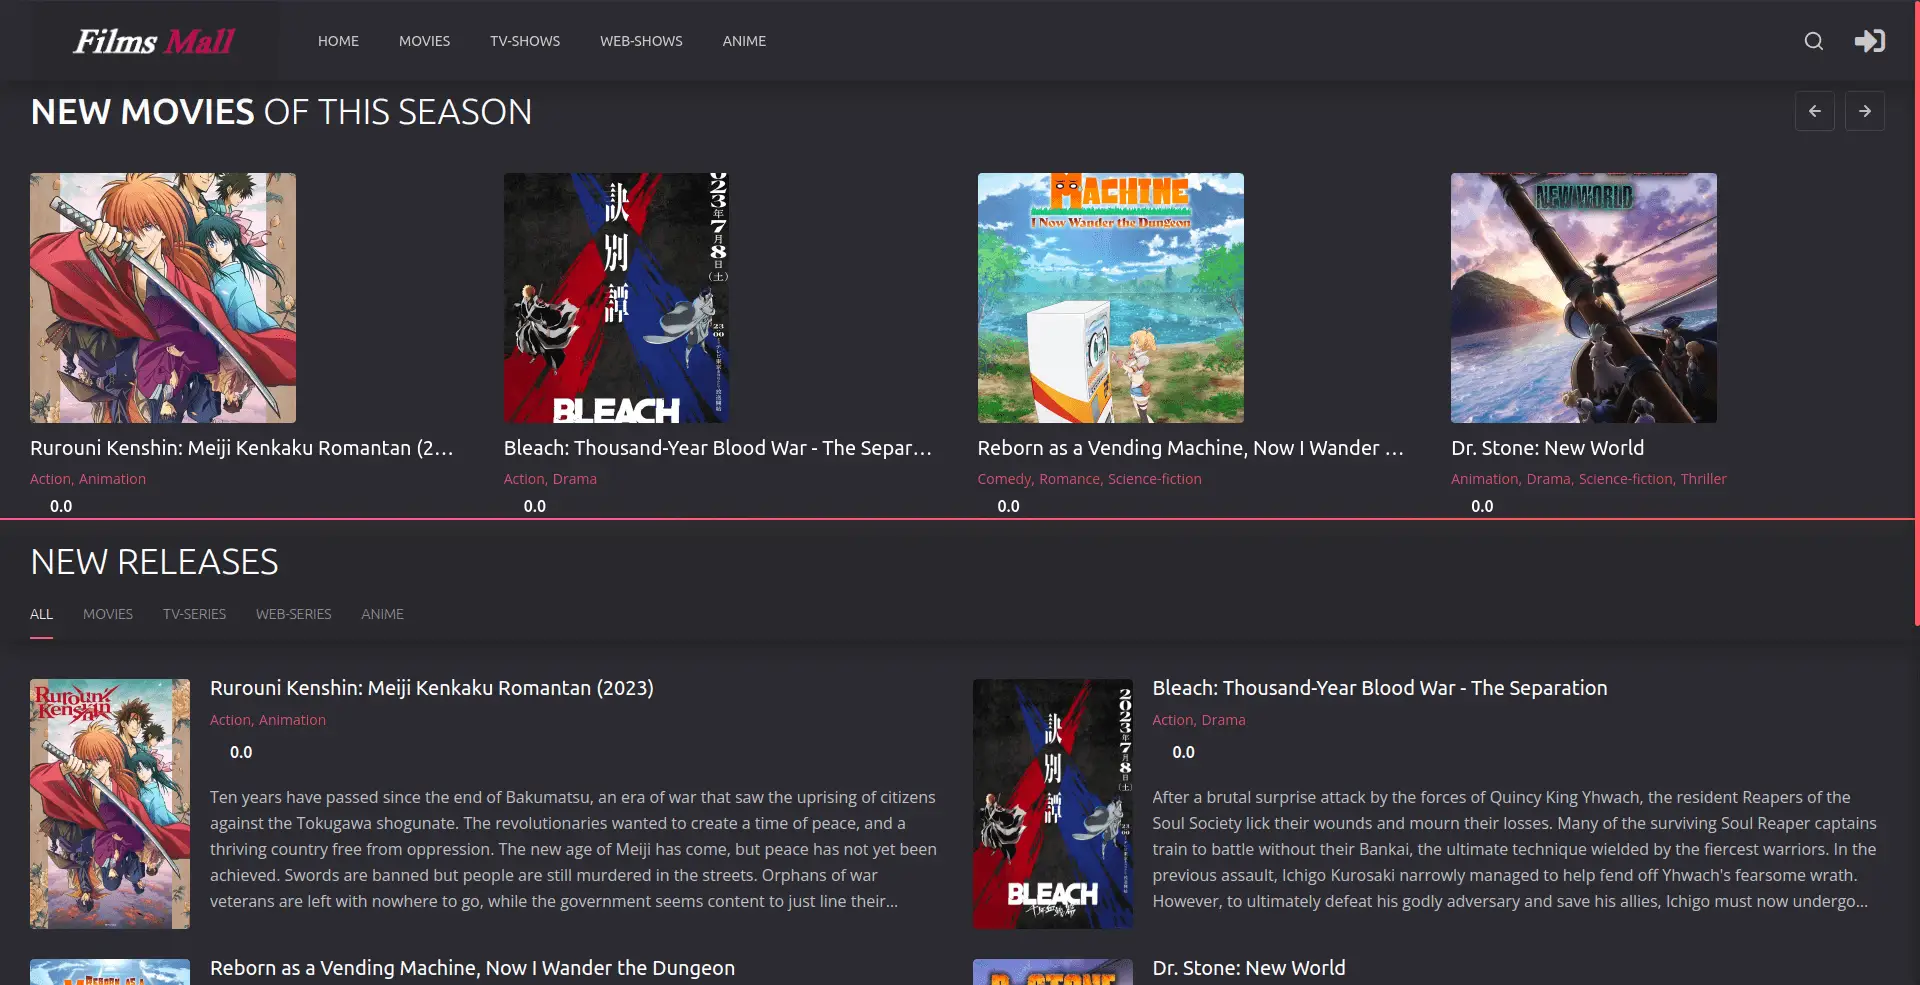 Films Mall
HOME
MOVIES
TV-SHOWS
WEB-SHOWS
ANIME
NEW MOVIES OF THIS SEASON
2023年7月8日(土)
訣別譚
23
00
BLEACH
MACHINE
I Now Wander the Dungeon
NEW WORLD
Rurouni Kenshin: Meiji Kenkaku Romantan (2...
Bleach: Thousand-Year Blood War - The Separ...
Reborn as a Vending Machine, Now I Wander ...
Dr. Stone: New World
Action, Animation
Action, Drama
Comedy, Romance, Science-fiction
Animation, Drama, Science-fiction, Thriller
0.0
0.0
0.0
0.0
NEW RELEASES
ALL
MOVIES
TV-SERIES
WEB-SERIES
ANIME
Rurouni
Kenshin
Rurouni Kenshin: Meiji Kenkaku Romantan (2023)
Action, Animation
0.0
Ten years have passed since the end of Bakumatsu, an era of war that saw the uprising of citizens
against the Tokugawa shogunate. The revolutionaries wanted to create a time of peace, and a
thriving country free from oppression. The new age of Meiji has come, but peace has not yet been
achieved. Swords are banned but people are still murdered in the streets. Orphans of war
veterans are left with nowhere to go, while the government seems content to just line their...
2023年7月8日(土)
訣別譚
BLEACH
Bleach: Thousand-Year Blood War - The Separation
Action, Drama
0.0
After a brutal surprise attack by the forces of Quincy King Yhwach, the resident Reapers of the
Soul Society lick their wounds and mourn their losses. Many of the surviving Soul Reaper captains
train to battle without their Bankai, the ultimate technique wielded by the fiercest warriors. In the
previous assault, Ichigo Kurosaki narrowly managed to help fend off Yhwach's fearsome wrath.
However, to ultimately defeat his godly adversary and save his allies, Ichigo must now undergo...
Reborn as a Vending Machine, Now I Wander the Dungeon
Dr. Stone: New World